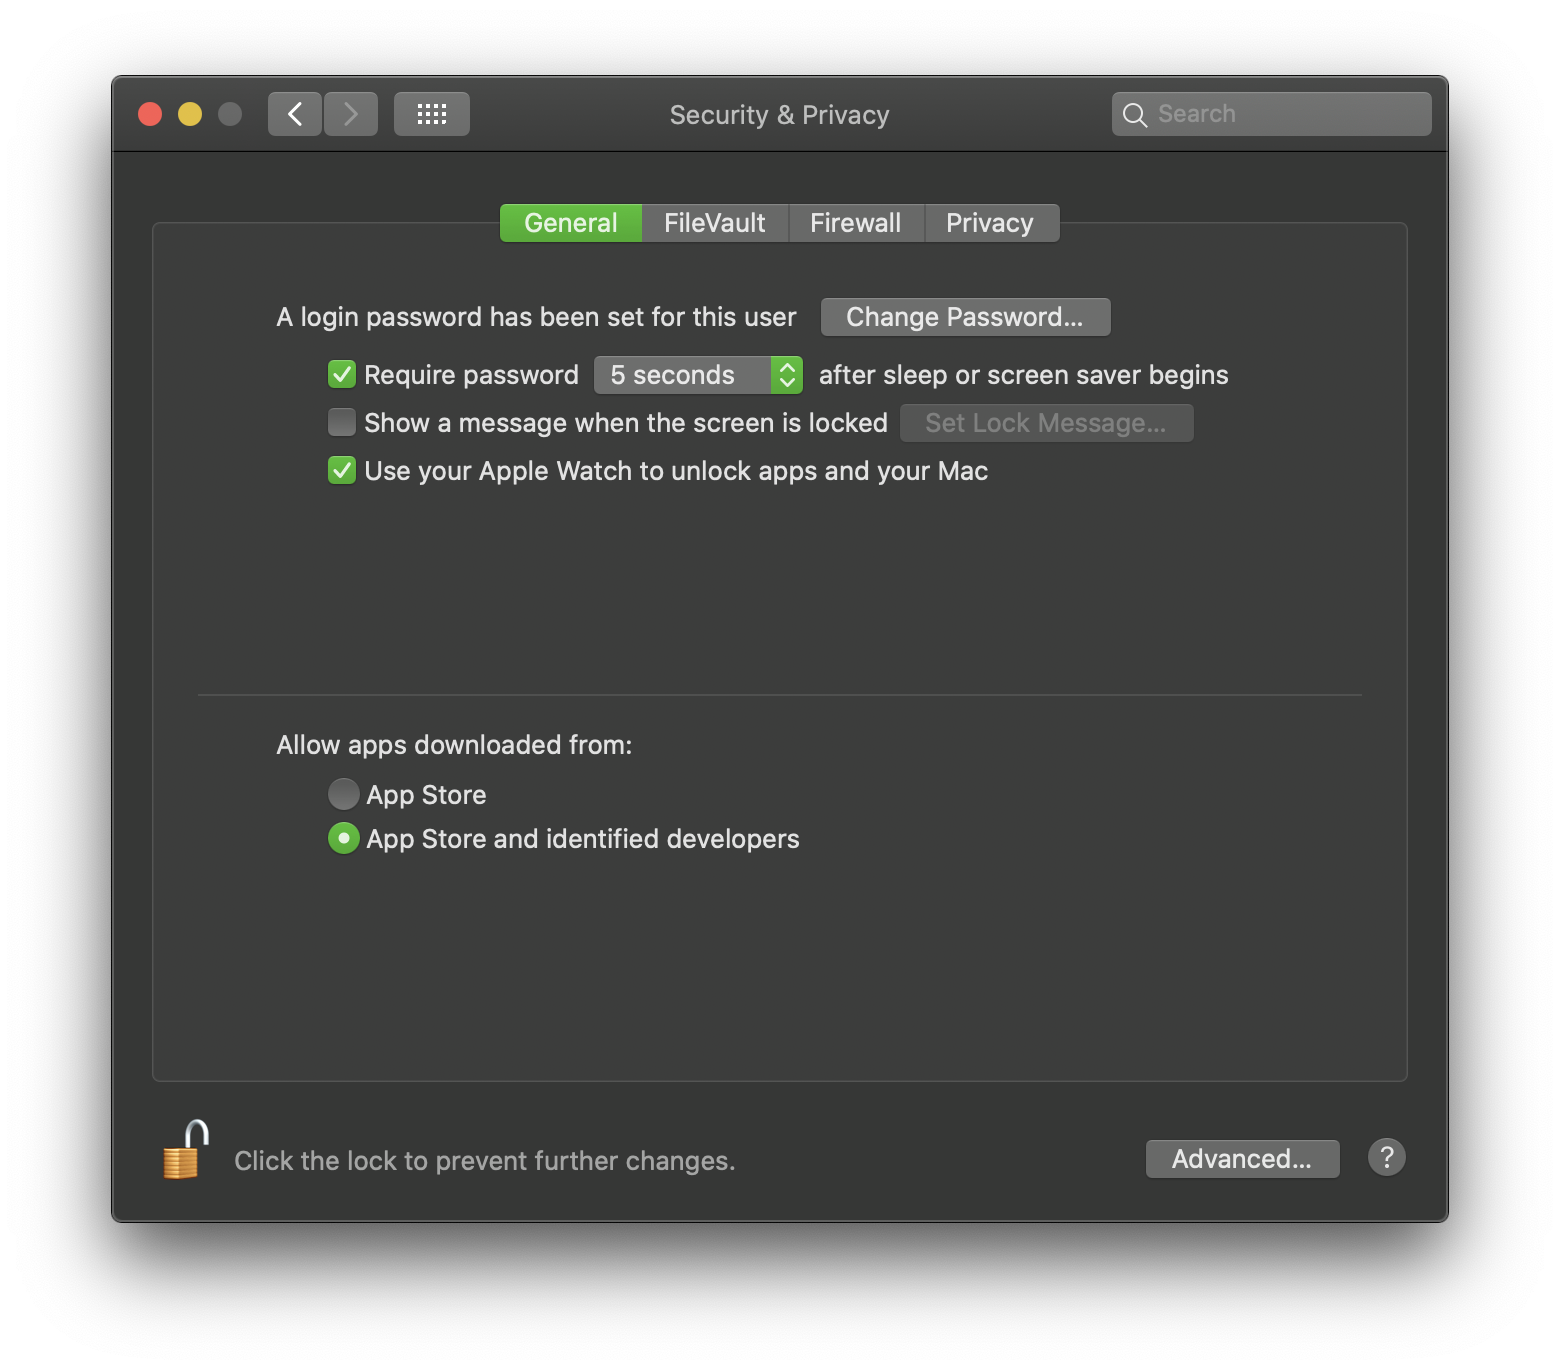 Security & Privacy
Search
General FileVault Firewall Privacy
A login password has been set for this user Change Password...
Require password 5 seconds after sleep or screen saver begins
Show a message when the screen is locked Set Lock Message...
Use your Apple Watch to unlock apps and your Mac
Allow apps downloaded from:
App Store
App Store and identified developers
Click the lock to prevent further changes.
Advanced... ?